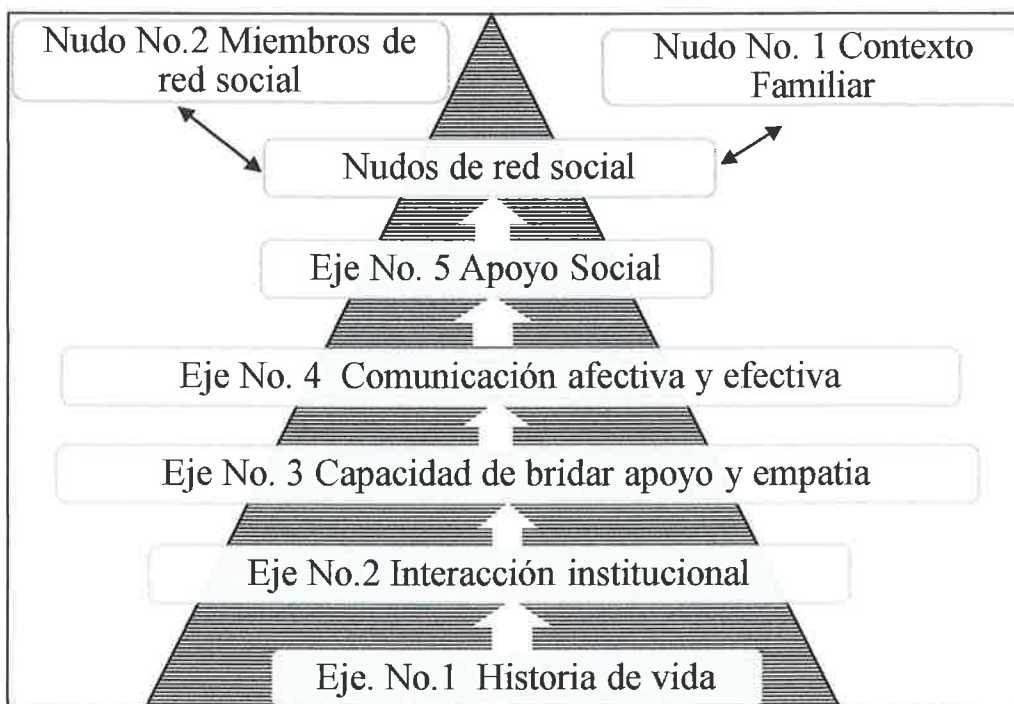 Nudo No.2 Miembros de
red social
Nudo No. 1 Contexto
Familiar
Nudos de red social
Eje No. 5 Apoyo Social
Eje No. 4 Comunicación afectiva y efectiva
Eje No. 3 Capacidad de bridar apoyo y empatia
Eje No.2 Interacción institucional
Eje. No.1 Historia de vida